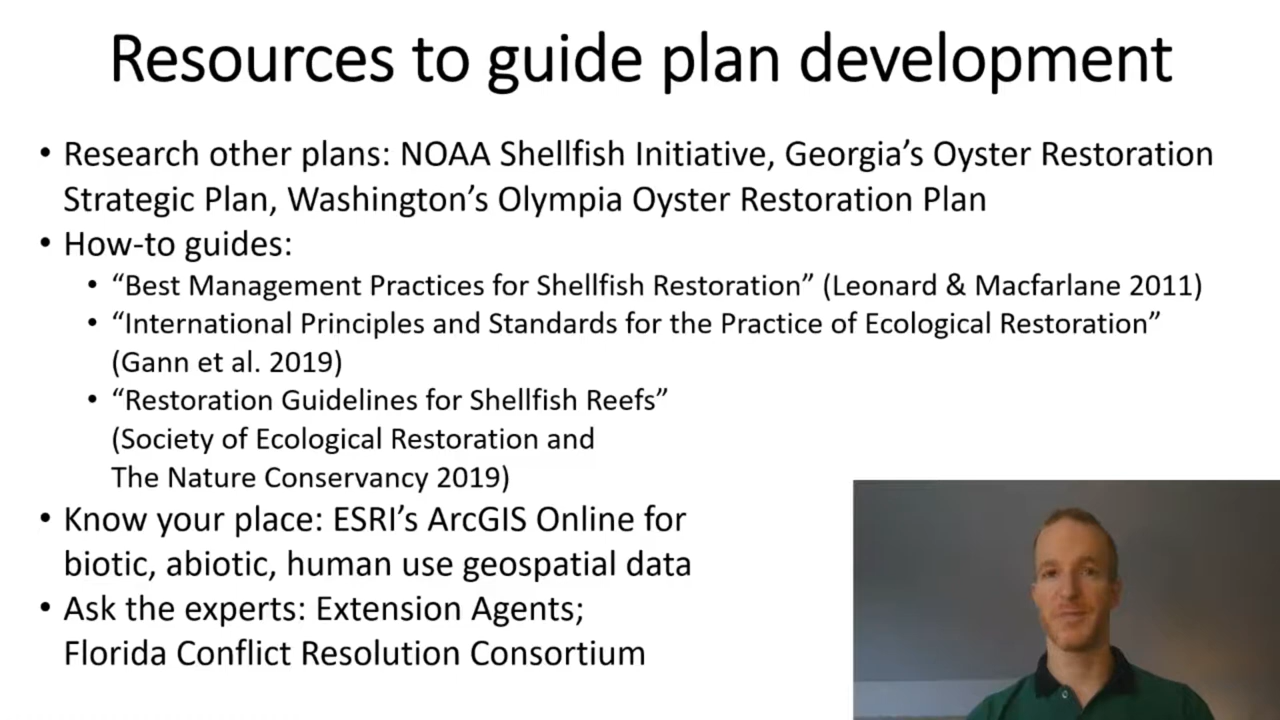 Resources to guide plan development
• Research other plans: NOAA Shellfish Initiative, Georgia’s Oyster Restoration
Strategic Plan, Washington’s Olympia Oyster Restoration Plan
• How-to guides:
• “Best Management Practices for Shellfish Restoration” (Leonard & Macfarlane 2011)
• “International Principles and Standards for the Practice of Ecological Restoration”
(Gann et al. 2019)
• “Restoration Guidelines for Shellfish Reefs”
(Society of Ecological Restoration and
The Nature Conservancy 2019)
• Know your place: ESRI’s ArcGIS Online for
biotic, abiotic, human use geospatial data
• Ask the experts: Extension Agents;
Florida Conflict Resolution Consortium